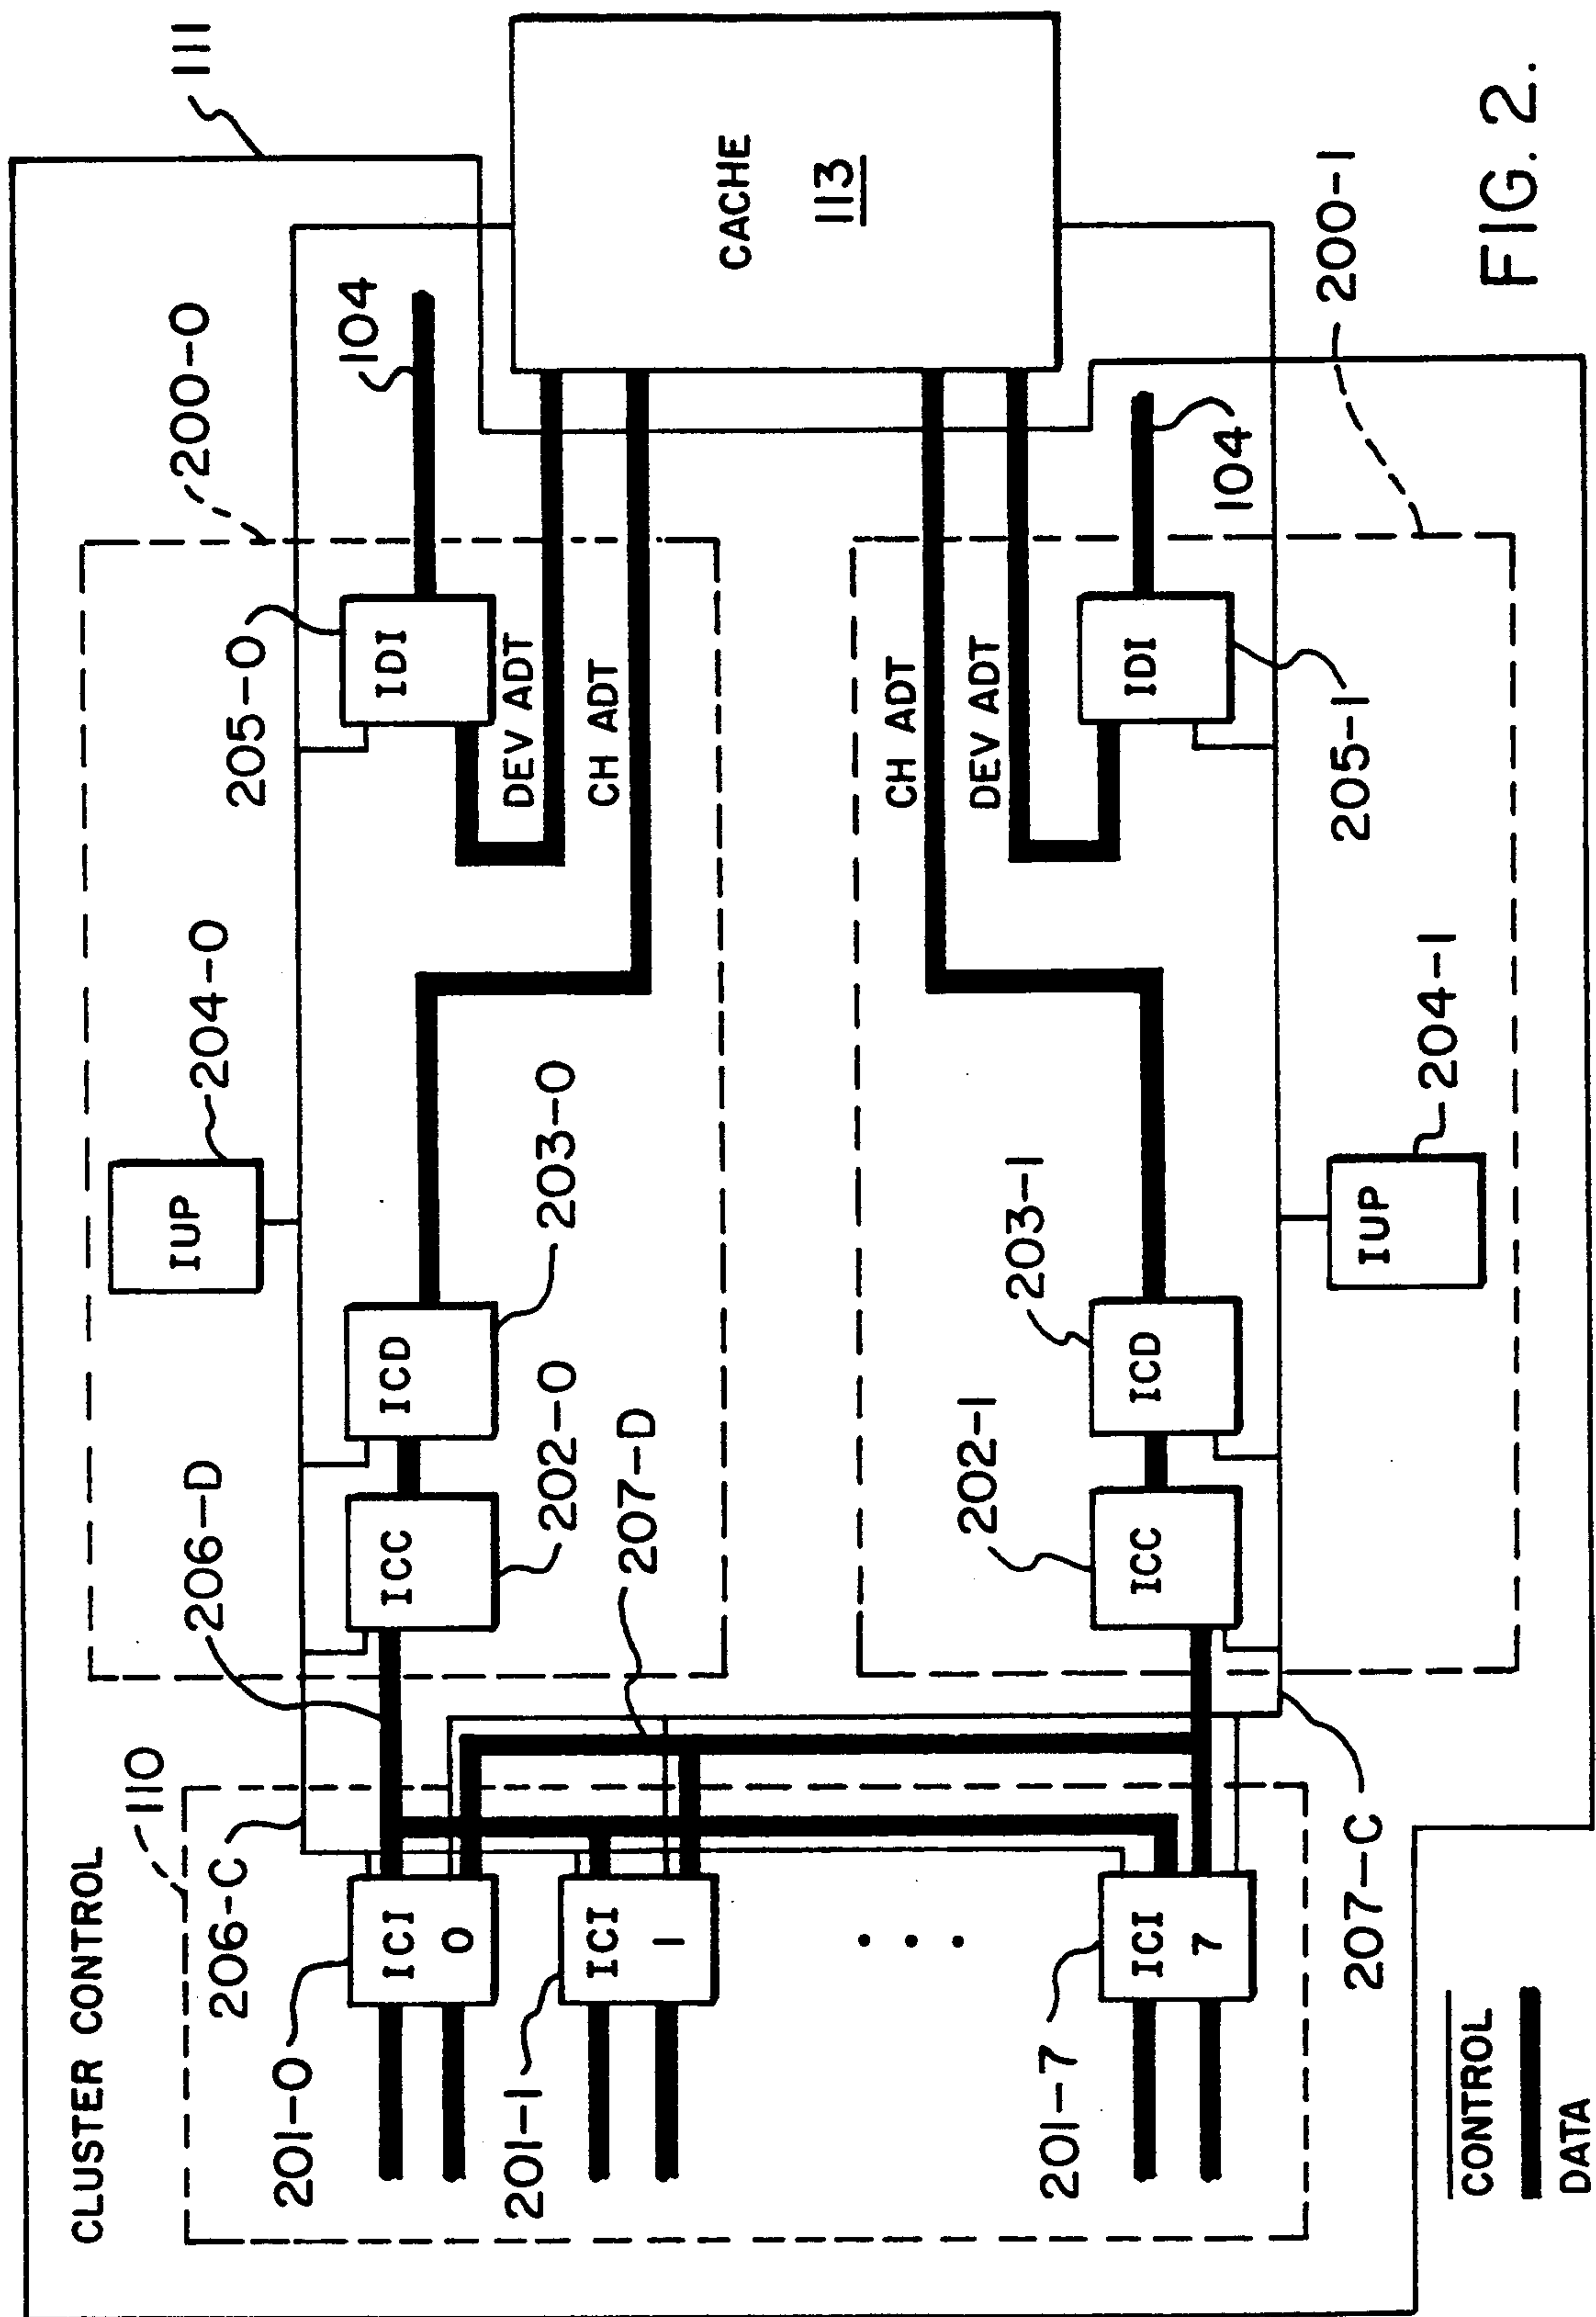 CLUSTER CONTROL
111
110
206-C
206-D
204-0
IUP
205-0
200-0
104
201-0
ICI
0
ICC
ICD
IDI
202-0
203-0
DEV ADT
CH ADT
CACHE
113
201-1
ICI
1
207-D
202-1
203-1
CH ADT
DEV ADT
201-7
ICI
7
ICC
ICD
IDI
104
205-1
200-1
207-C
IUP
204-1
CONTROL
DATA
FIG. 2.